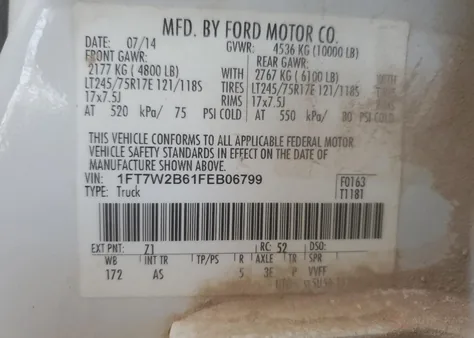 MFD. BY FORD MOTOR CO.
DATE: 07/14 GVWR: 4536 KG (10000 LB)
FRONT GAWR: REAR GAWR:
2177 KG ( 4800 LB) WITH 2767 KG ( 6100 LB)
LT245/75R17E 121/118S TIRES LT245/75R17E 121/118S
17x7.5J RIMS 17x7.5J
AT 520 kPa/ 75 PSI COLD AT 550 kPa/ 80 PSI COLD
THIS VEHICLE CONFORMS TO ALL APPLICABLE FEDERAL MOTOR
VEHICLE SAFETY STANDARDS IN EFFECT ON THE DATE OF
MANUFACTURE SHOWN ABOVE.
VIN: 1FT7W2B61FEB06799
TYPE: Truck
F0163
T1181
EXT PNT: Z1 RC: 52 DSO:
WB INT TR TP/PS R AXLE TR SPR
172 AS 5 P VVFF